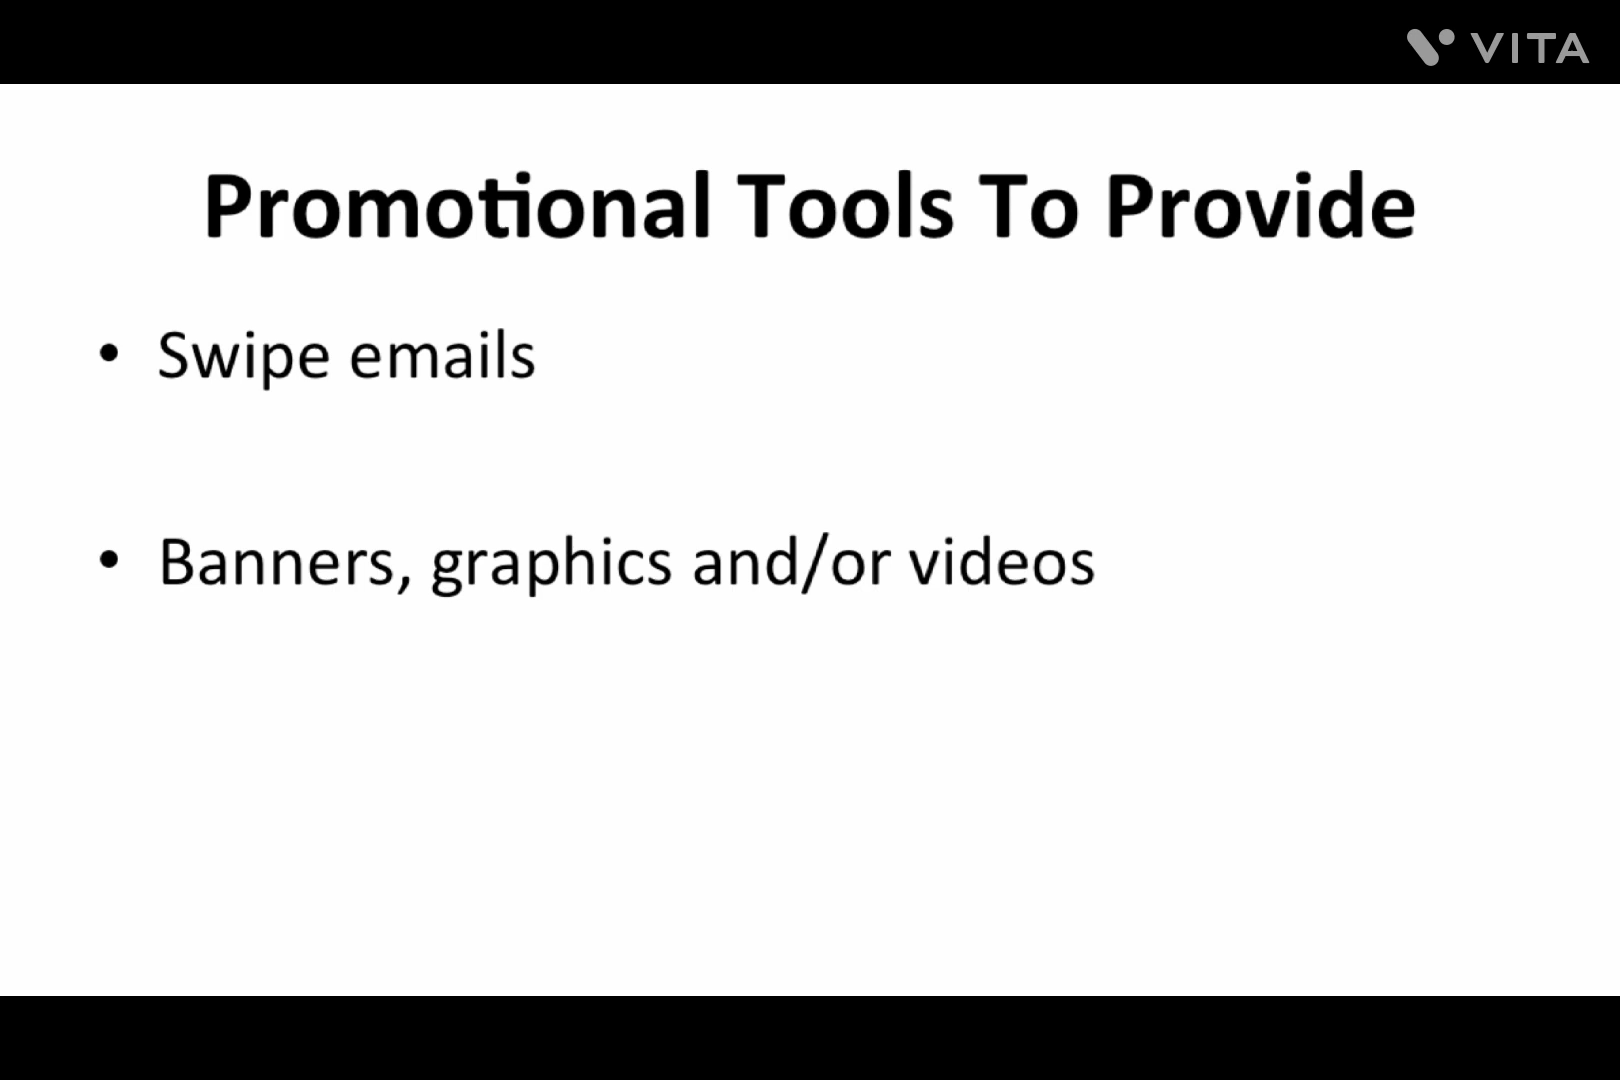 VITA
Promotional Tools To Provide
• Swipe emails
• Banners, graphics and/or videos